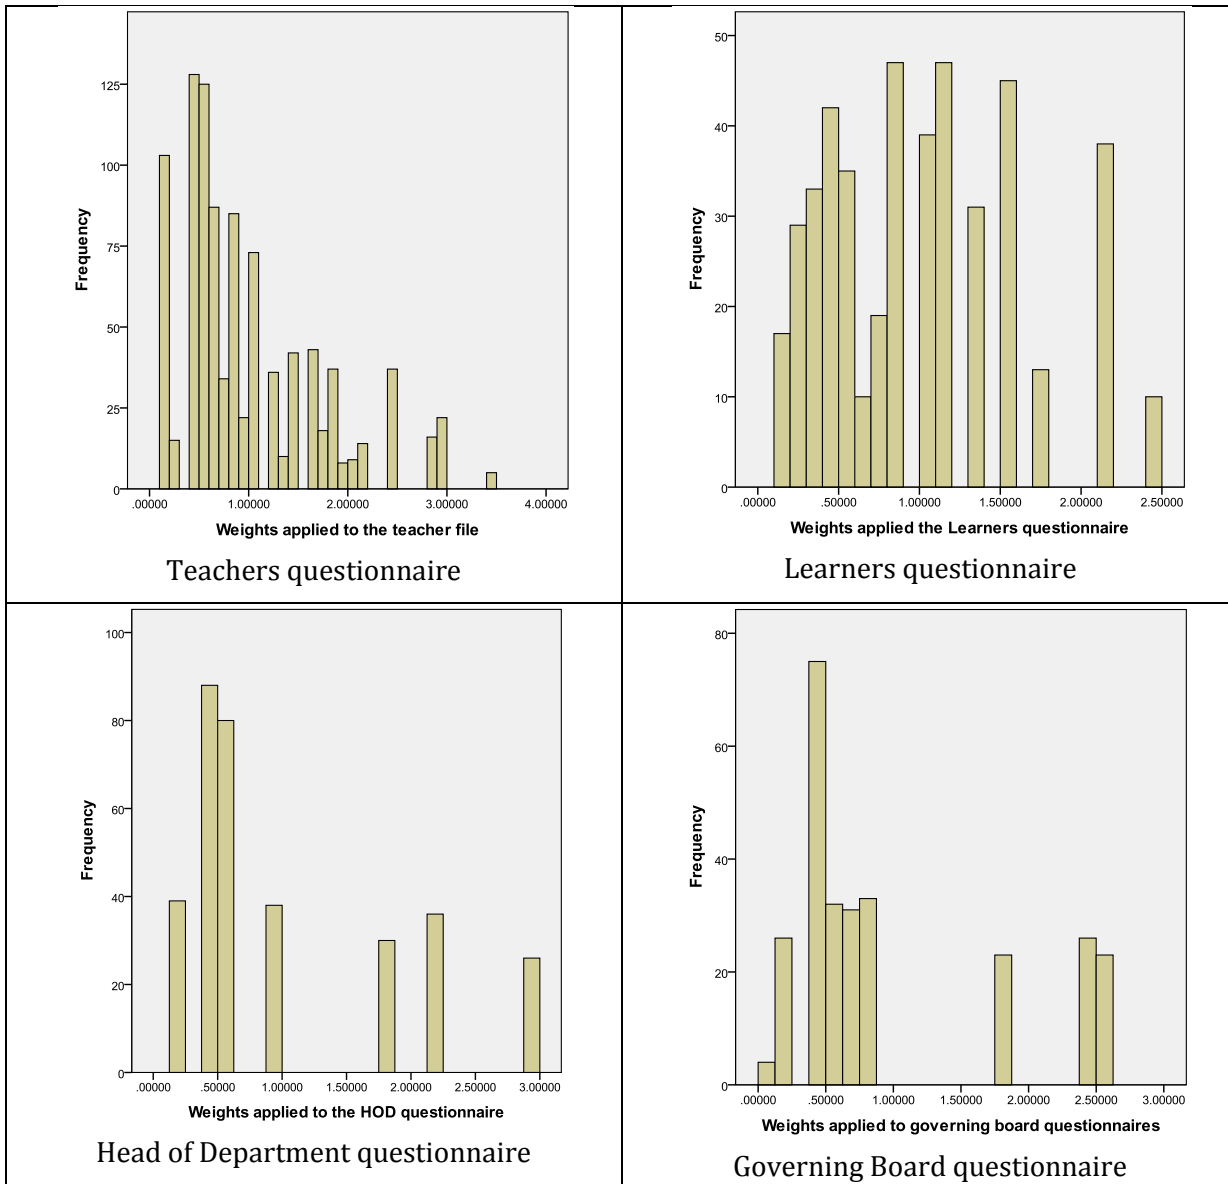 125
100
75
50
25
0
Frequency
.00000 1.00000 2.00000 3.00000 4.00000
Weights applied to the teacher file
Teachers questionnaire
50
40
30
20
10
0
Frequency
.00000 .50000 1.00000 1.50000 2.00000 2.50000
Weights applied the Learners questionnaire
Learners questionnaire
100
80
60
40
20
0
Frequency
.00000 .50000 1.00000 1.50000 2.00000 2.50000 3.00000
Weights applied to the HOD questionnaire
Head of Department questionnaire
80
60
40
20
0
Frequency
.00000 .50000 1.00000 1.50000 2.00000 2.50000 3.00000
Weights applied to governing board questionnaires
Governing Board questionnaire